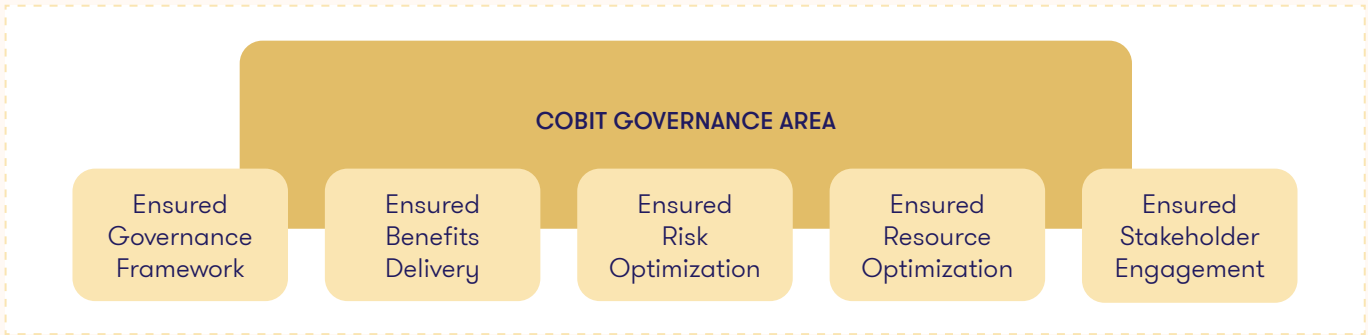 COBIT GOVERNANCE AREA
Ensured
Governance
Framework
Ensured
Benefits
Delivery
Ensured
Risk
Optimization
Ensured
Resource
Optimization
Ensured
Stakeholder
Engagement